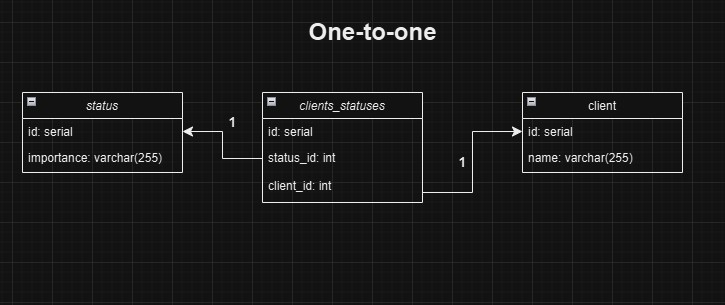 One-to-one
status
id: serial
importance: varchar(255)
1
clients_statuses
id: serial
status_id: int
client_id: int
1
client
id: serial
name: varchar(255)